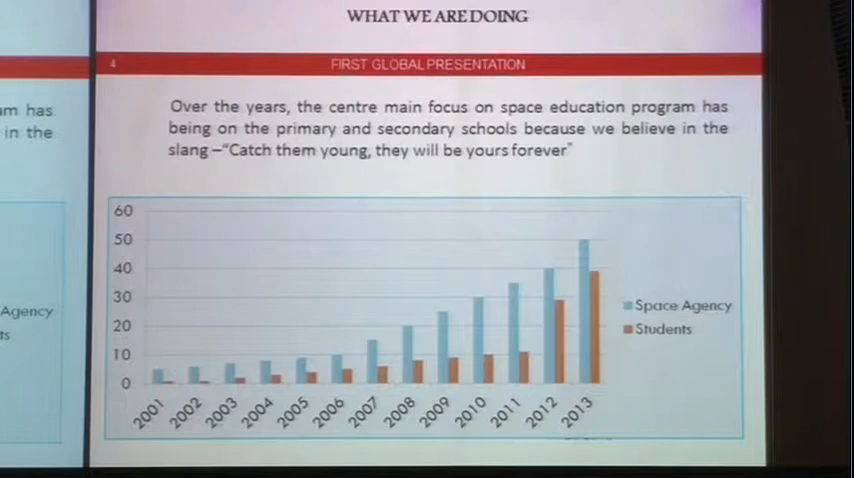 WHAT WE ARE DOING
4 FIRST GLOBAL PRESENTATION
um has
in the
Over the years, the centre main focus on space education program has
being on the primary and secondary schools because we believe in the
slang –“Catch them young, they will be yours forever”
60
50
40
30
20
10
0
2001 2002 2003 2004 2005 2006 2007 2008 2009 2010 2011 2012 2013
Space Agency
Students
Agency
ts